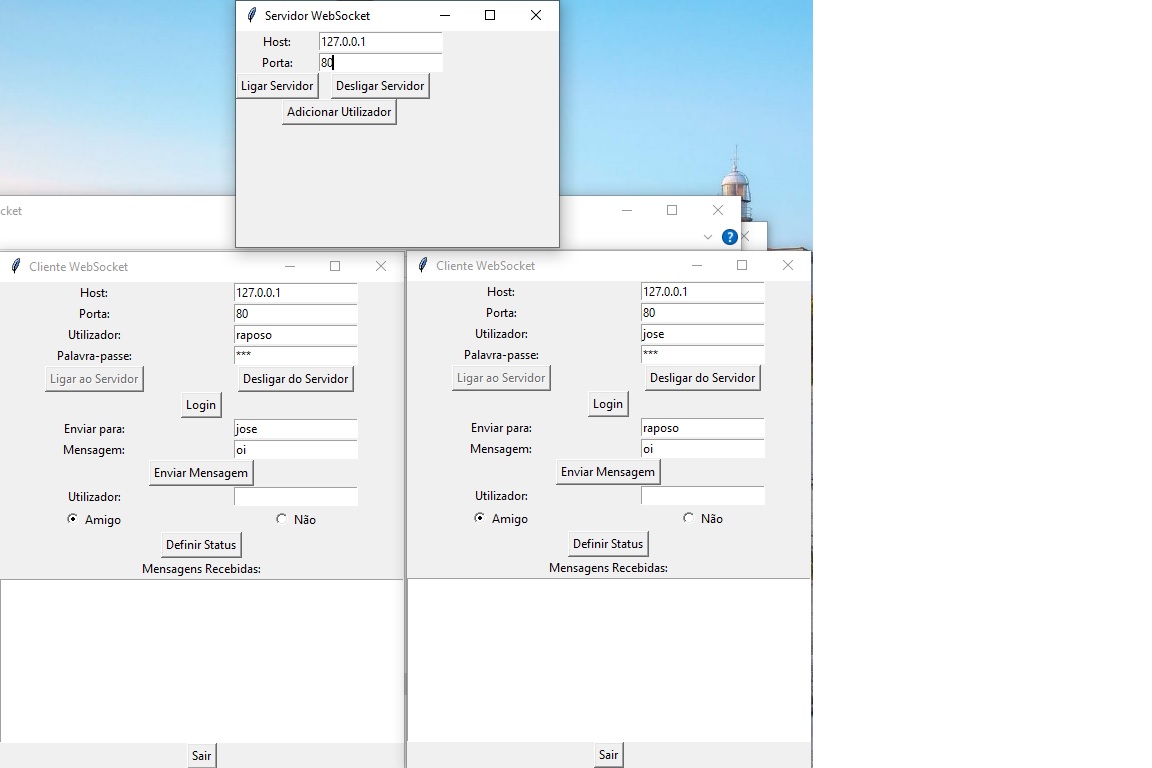 Servidor WebSocket
Host: 127.0.0.1
Porta: 80
Ligar Servidor Desligar Servidor
Adicionar Utilizador
cket
?
Cliente WebSocket
Host: 127.0.0.1
Porta: 80
Utilizador: raposo
Palavra-passe: ***
Ligar ao Servidor Desligar do Servidor
Login
Enviar para: jose
Mensagem: oi
Enviar Mensagem
Utilizador:
Amigo Não
Definir Status
Mensagens Recebidas:
Sair
Cliente WebSocket
Host: 127.0.0.1
Porta: 80
Utilizador: jose
Palavra-passe: ***
Ligar ao Servidor Desligar do Servidor
Login
Enviar para: raposo
Mensagem: oi
Enviar Mensagem
Utilizador:
Amigo Não
Definir Status
Mensagens Recebidas:
Sair